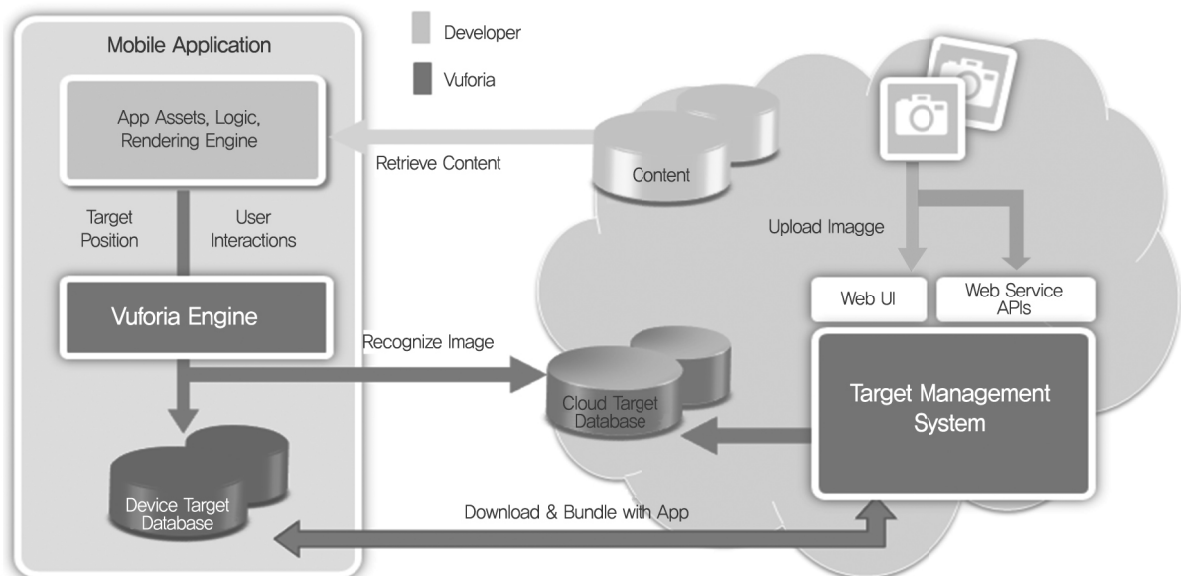 Mobile Application
Developer
Vuforia
App Assets, Logic,
Rendering Engine
Retrieve Content
Content
Target
Position
User
Interactions
Upload Imagge
Web UI
Web Service
APIs
Vuforia Engine
Recognize Image
Cloud Target
Database
Target Management
System
Device Target
Database
Download & Bundle with App